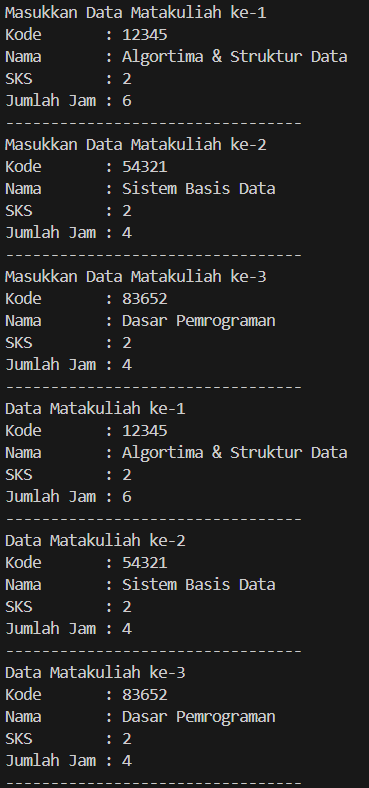 Masukkan Data Matakuliah ke-1
Kode       : 12345
Nama       : Algortima & Struktur Data
SKS        : 2
Jumlah Jam : 6
---------------------------------
Masukkan Data Matakuliah ke-2
Kode       : 54321
Nama       : Sistem Basis Data
SKS        : 2
Jumlah Jam : 4
---------------------------------
Masukkan Data Matakuliah ke-3
Kode       : 83652
Nama       : Dasar Pemrograman
SKS        : 2
Jumlah Jam : 4
---------------------------------
Data Matakuliah ke-1
Kode       : 12345
Nama       : Algortima & Struktur Data
SKS        : 2
Jumlah Jam : 6
---------------------------------
Data Matakuliah ke-2
Kode       : 54321
Nama       : Sistem Basis Data
SKS        : 2
Jumlah Jam : 4
---------------------------------
Data Matakuliah ke-3
Kode       : 83652
Nama       : Dasar Pemrograman
SKS        : 2
Jumlah Jam : 4
---------------------------------